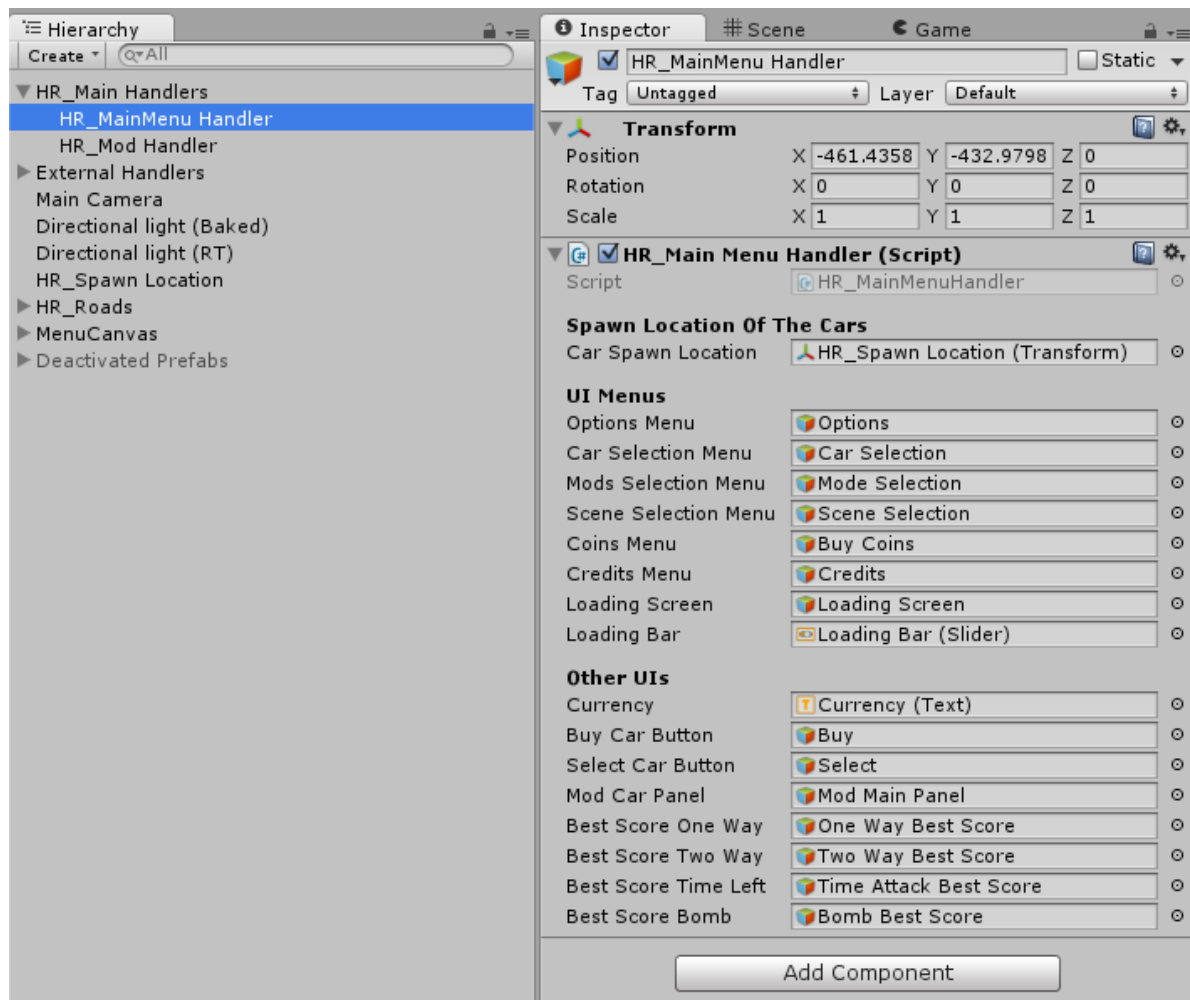 Hierarchy
Create All
HR_Main Handlers
HR_MainMenu Handler
HR_Mod Handler
External Handlers
Main Camera
Directional light (Baked)
Directional light (RT)
HR_Spawn Location
HR_Roads
MenuCanvas
Deactivated Prefabs
Inspector Scene Game
HR_MainMenu Handler Static
Tag Untagged Layer Default
Transform
Position X -461.4358 Y -432.9798 Z 0
Rotation X 0 Y 0 Z 0
Scale X 1 Y 1 Z 1
HR_Main Menu Handler (Script)
Script HR_MainMenuHandler
Spawn Location Of The Cars
Car Spawn Location HR_Spawn Location (Transform)
UI Menus
Options Menu Options
Car Selection Menu Car Selection
Mods Selection Menu Mode Selection
Scene Selection Menu Scene Selection
Coins Menu Buy Coins
Credits Menu Credits
Loading Screen Loading Screen
Loading Bar Loading Bar (Slider)
Other UIs
Currency Currency (Text)
Buy Car Button Buy
Select Car Button Select
Mod Car Panel Mod Main Panel
Best Score One Way One Way Best Score
Best Score Two Way Two Way Best Score
Best Score Time Left Time Attack Best Score
Best Score Bomb Bomb Best Score
Add Component